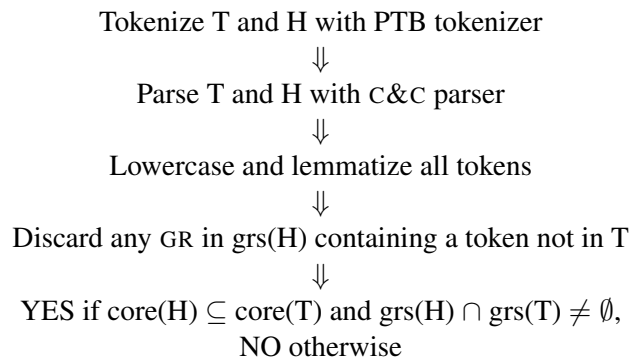 Tokenize T and H with PTB tokenizer
⇓
Parse T and H with C&C parser
⇓
Lowercase and lemmatize all tokens
⇓
Discard any GR in grs(H) containing a token not in T
⇓
YES if core(H) ⊆ core(T) and grs(H) ∩ grs(T) ≠ ∅,
NO otherwise